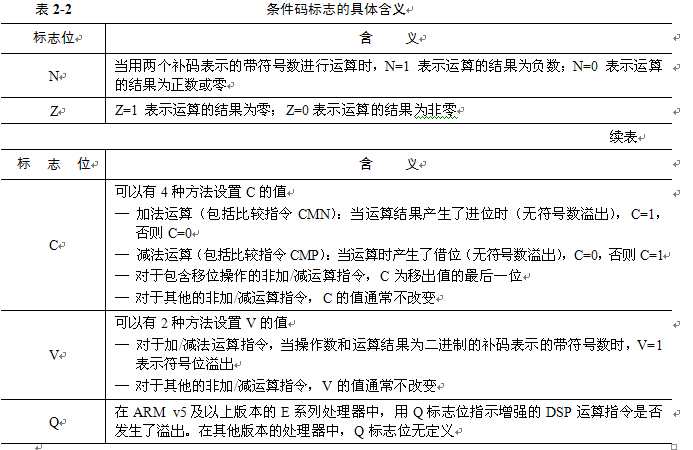 表 2-2 条件码标志的具体含义
标志位 含 义
N 当用两个补码表示的带符号数进行运算时，N=1 表示运算的结果为负数；N=0 表示运算
的结果为正数或零
Z Z=1 表示运算的结果为零；Z=0 表示运算的结果为非零
续表
标 志 位 含 义
C 可以有 4 种方法设置 C 的值
— 加法运算（包括比较指令 CMN）：当运算结果产生了进位时（无符号数溢出），C=1，
否则 C=0
— 减法运算（包括比较指令 CMP）：当运算时产生了借位（无符号数溢出），C=0，否则 C=1
— 对于包含移位操作的非加/减运算指令，C 为移出值的最后一位
— 对于其他的非加/减运算指令，C 的值通常不改变
V 可以有 2 种方法设置 V 的值
— 对于加/减法运算指令，当操作数和运算结果为二进制的补码表示的带符号数时，V=1
表示符号位溢出
— 对于其他的非加/减运算指令，V 的值通常不改变
Q 在 ARM v5 及以上版本的 E 系列处理器中，用 Q 标志位指示增强的 DSP 运算指令是否
发生了溢出。在其他版本的处理器中，Q 标志位无定义